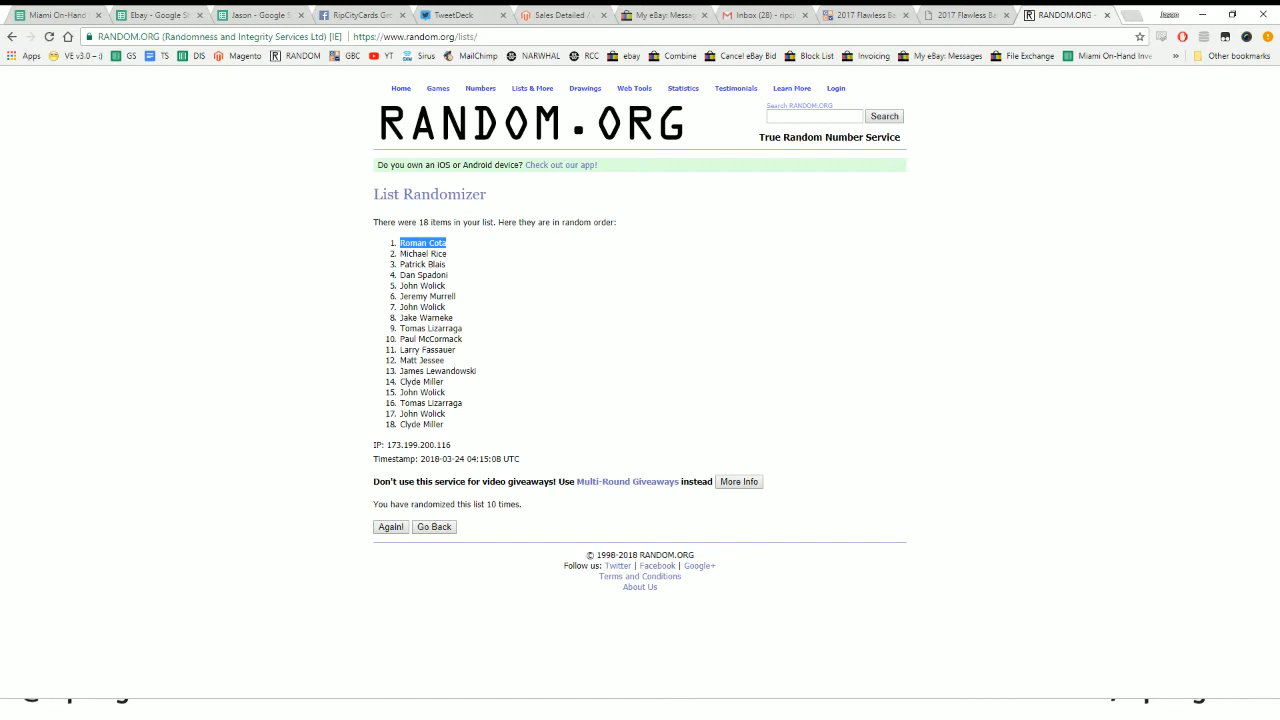 Miami On-Hand
Ebay - Google S
Jason - Google S
RipCityCards Gr
TweetDeck
Sales Detailed /
My eBay: Messa
Inbox (28) - ripc
2017 Flawless B
2017 Flawless Ba
RANDOM.ORG -
Jason
RANDOM.ORG (Randomness and Integrity Services Ltd) [IE] | https://www.random.org/lists/
Apps VE v3.0 – :) GS TS DIS Magento RANDOM GBC YT Sirus MailChimp NARWHAL RCC ebay Combine Cancel eBay Bid Block List Invoicing My eBay: Messages File Exchange Miami On-Hand Inve » Other bookmarks
Home Games Numbers Lists & More Drawings Web Tools Statistics Testimonials Learn More Login
Search RANDOM.ORG
RANDOM.ORG
Search
True Random Number Service
Do you own an iOS or Android device? Check out our app!
List Randomizer
There were 18 items in your list. Here they are in random order:
1. Roman Cota
2. Michael Rice
3. Patrick Blais
4. Dan Spadoni
5. John Wolick
6. Jeremy Murrell
7. John Wolick
8. Jake Warneke
9. Tomas Lizarraga
10. Paul McCormack
11. Larry Fassauer
12. Matt Jessee
13. James Lewandowski
14. Clyde Miller
15. John Wolick
16. Tomas Lizarraga
17. John Wolick
18. Clyde Miller
IP: 173.199.200.116
Timestamp: 2018-03-24 04:15:08 UTC
Don't use this service for video giveaways! Use Multi-Round Giveaways instead More Info
You have randomized this list 10 times.
Again! Go Back
© 1998-2018 RANDOM.ORG
Follow us: Twitter | Facebook | Google+
Terms and Conditions
About Us